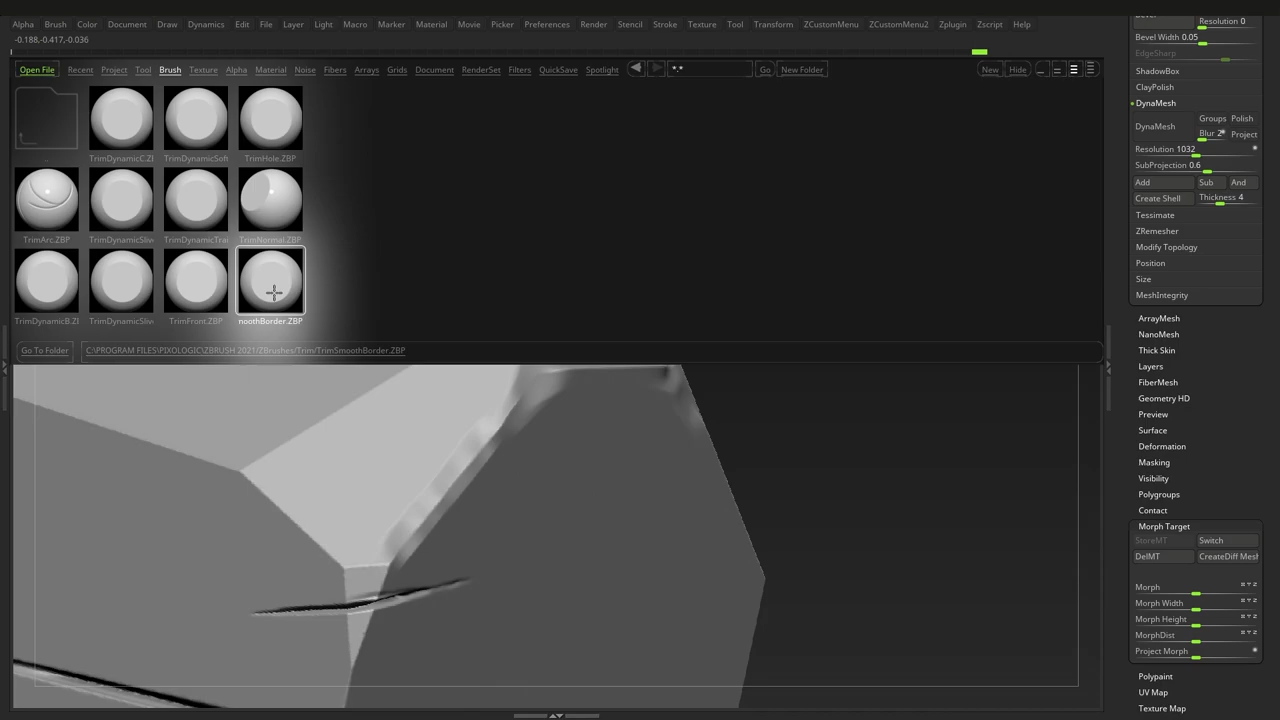 Alpha Brush Color Document Draw Dynamics Edit File Layer Light Macro Marker Material Movie Picker Preferences Render Stencil Stroke Texture Tool Transform ZCustomMenu ZCustomMenu2 Zplugin Zscript Help
-0.188,-0.417,-0.036
Open File Recent Project Tool Brush Texture Alpha Material Noise Fibers Arrays Grids Document RenderSet Filters QuickSave Spotlight *.* Go New Folder New Hide
.. TrimDynamicC.ZI TrimDynamicSoft TrimHole.ZBP
TrimArc.ZBP TrimDynamicSliv TrimDynamicTrai TrimNormal.ZBP
TrimDynamicB.ZI TrimDynamicSliv TrimFront.ZBP noothBorder.ZBP
Go To Folder C:\PROGRAM FILES\PIXOLOGIC\ZBRUSH 2021/ZBrushes/Trim/TrimSmoothBorder.ZBP
Resolution 0
Bevel Width 0.05
EdgeSharp
ShadowBox
ClayPolish
DynaMesh
DynaMesh Groups Polish
Blur 2 Project
Resolution 1032
SubProjection 0.6
Add Sub And
Create Shell Thickness 4
Tessimate
ZRemesher
Modify Topology
Position
Size
MeshIntegrity
ArrayMesh
NanoMesh
Thick Skin
Layers
FiberMesh
Geometry HD
Preview
Surface
Deformation
Masking
Visibility
Polygroups
Contact
Morph Target
StoreMT Switch
DelMT CreateDiff Mesh
Morph
Morph Width
Morph Height
MorphDist
Project Morph
Polypaint
UV Map
Texture Map